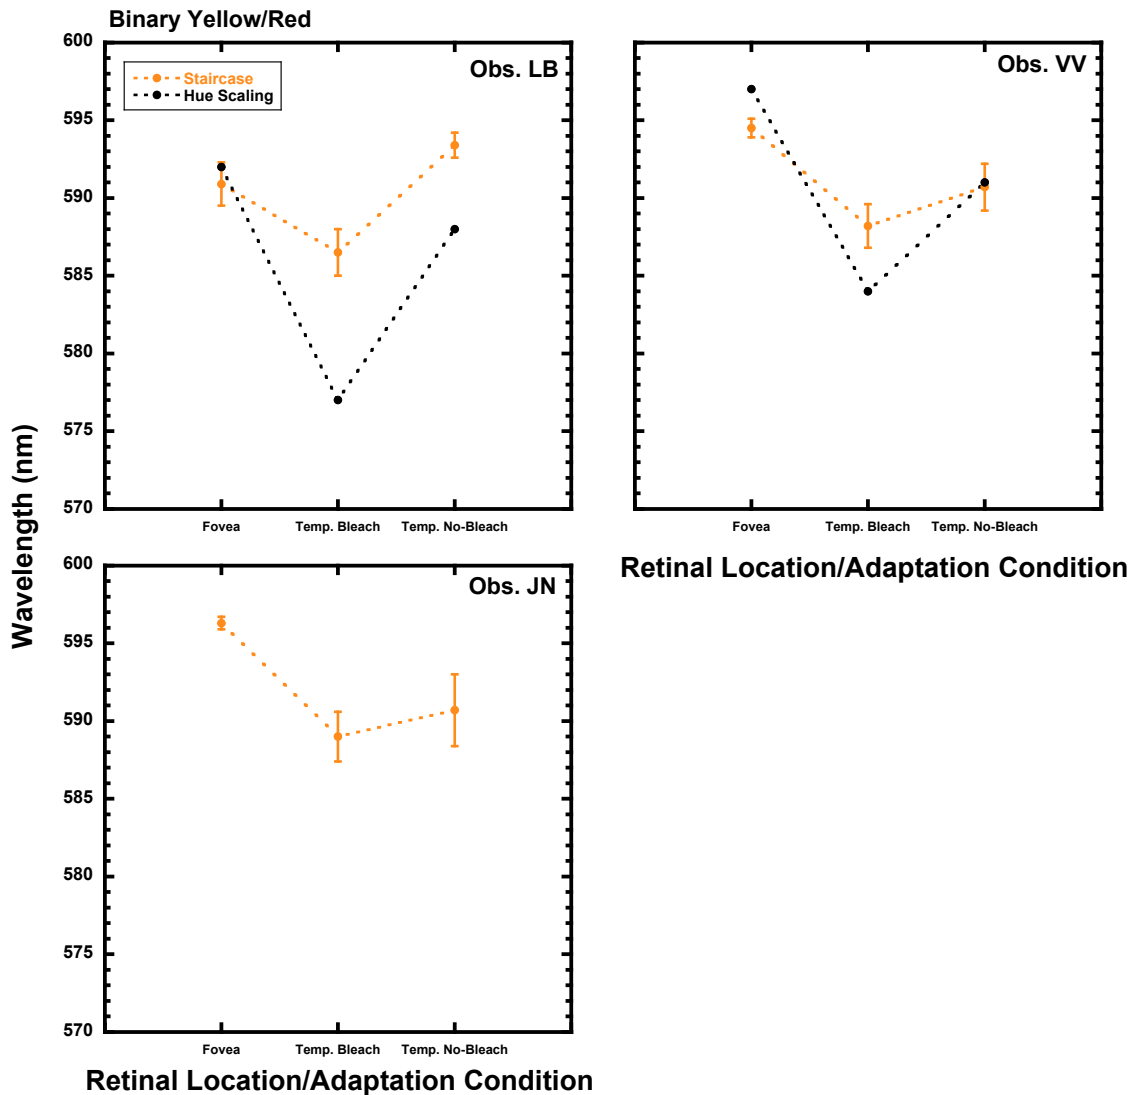 Binary Yellow/Red
Wavelength (nm)
600
595
590
585
580
575
570
Staircase
Hue Scaling
Obs. LB
Fovea
Temp. Bleach
Temp. No-Bleach
Obs. VV
Fovea
Temp. Bleach
Temp. No-Bleach
Retinal Location/Adaptation Condition
600
595
590
585
580
575
570
Obs. JN
Fovea
Temp. Bleach
Temp. No-Bleach
Retinal Location/Adaptation Condition